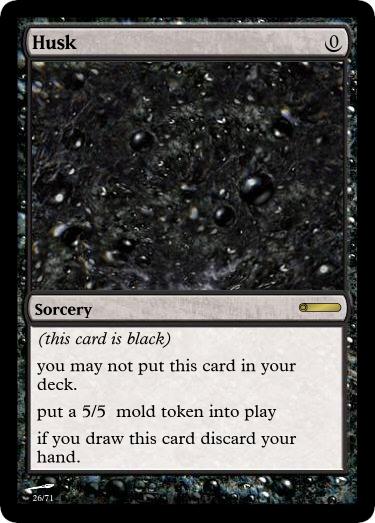 Husk 0
Sorcery
(this card is black)
you may not put this card in your
deck.
put a 5/5 mold token into play
if you draw this card discard your
hand.
26/71